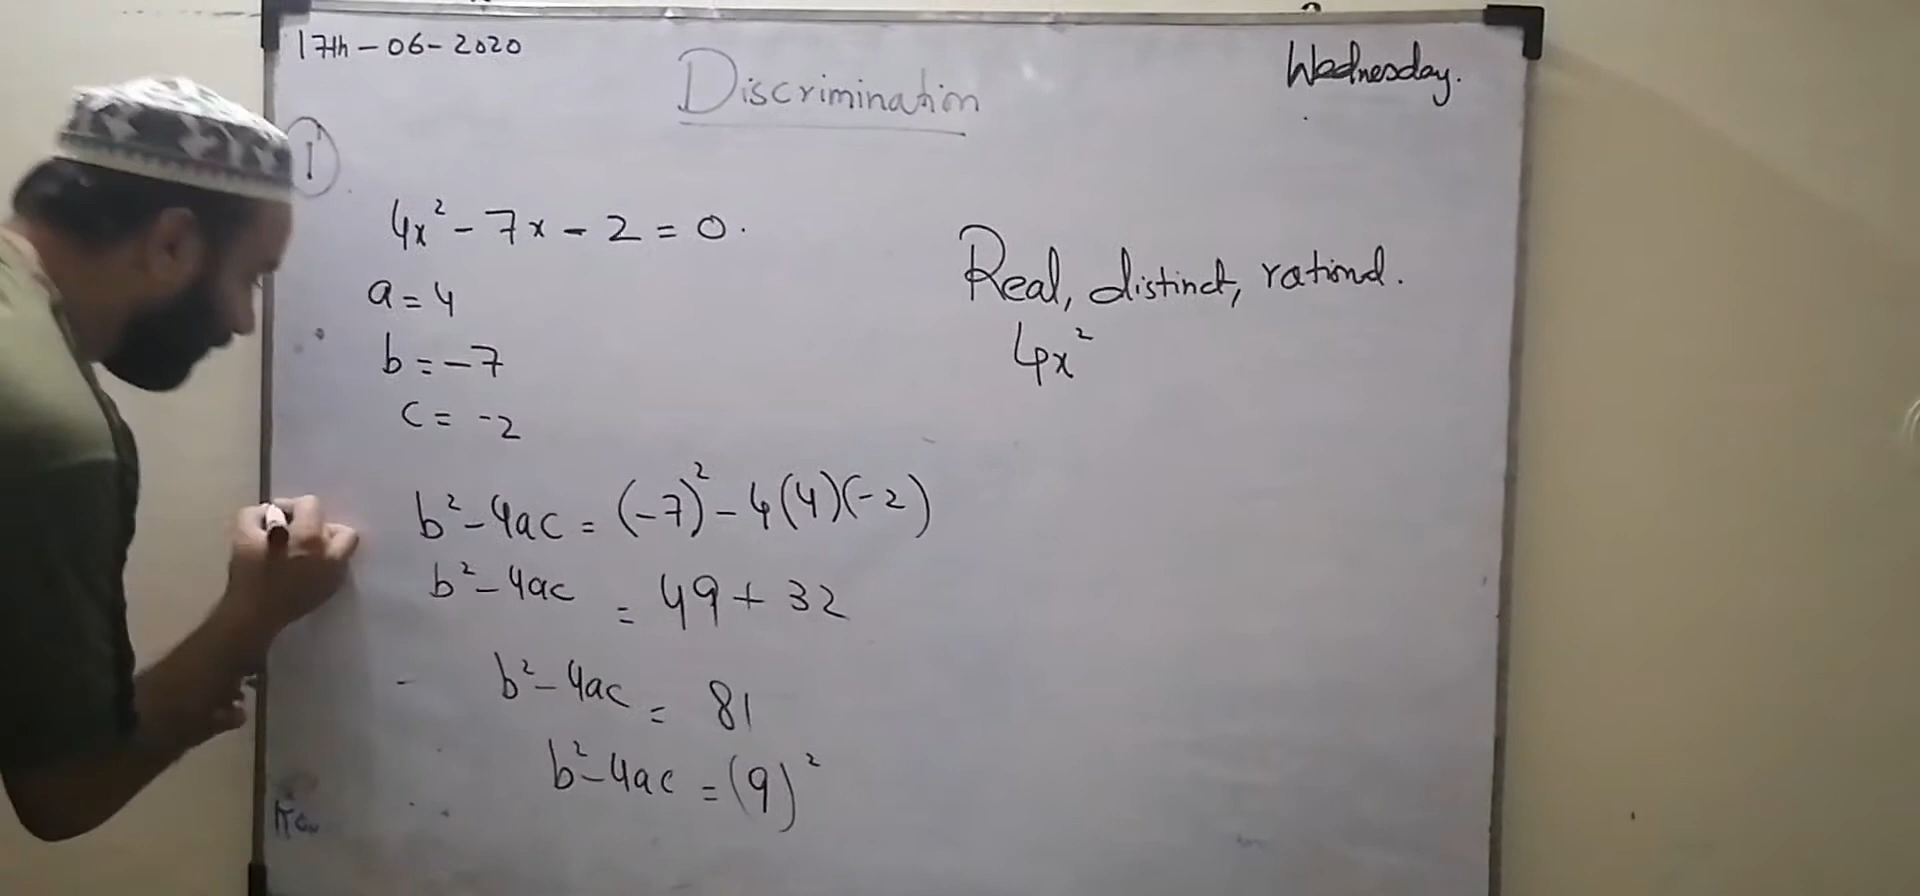 17th-06-2020
Discrimination
Wednesday.
1
4x² - 7x - 2 = 0.
a = 4
b = -7
c = -2
Real, distinct, rational.
4x²
b² - 4ac = (-7)² - 4(4)(-2)
b² - 4ac = 49 + 32
b² - 4ac = 81
b² - 4ac = (9)²